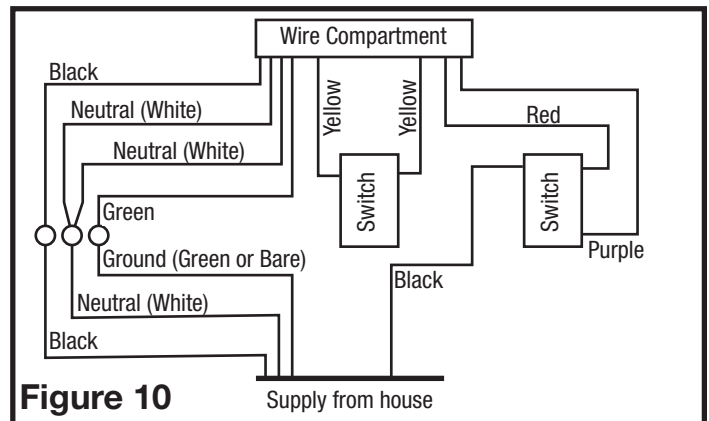 Wire Compartment
Black
Neutral (White)
Neutral (White)
Yellow
Yellow
Red
Switch
Switch
Green
Ground (Green or Bare)
Purple
Black
Neutral (White)
Black
Figure 10
Supply from house